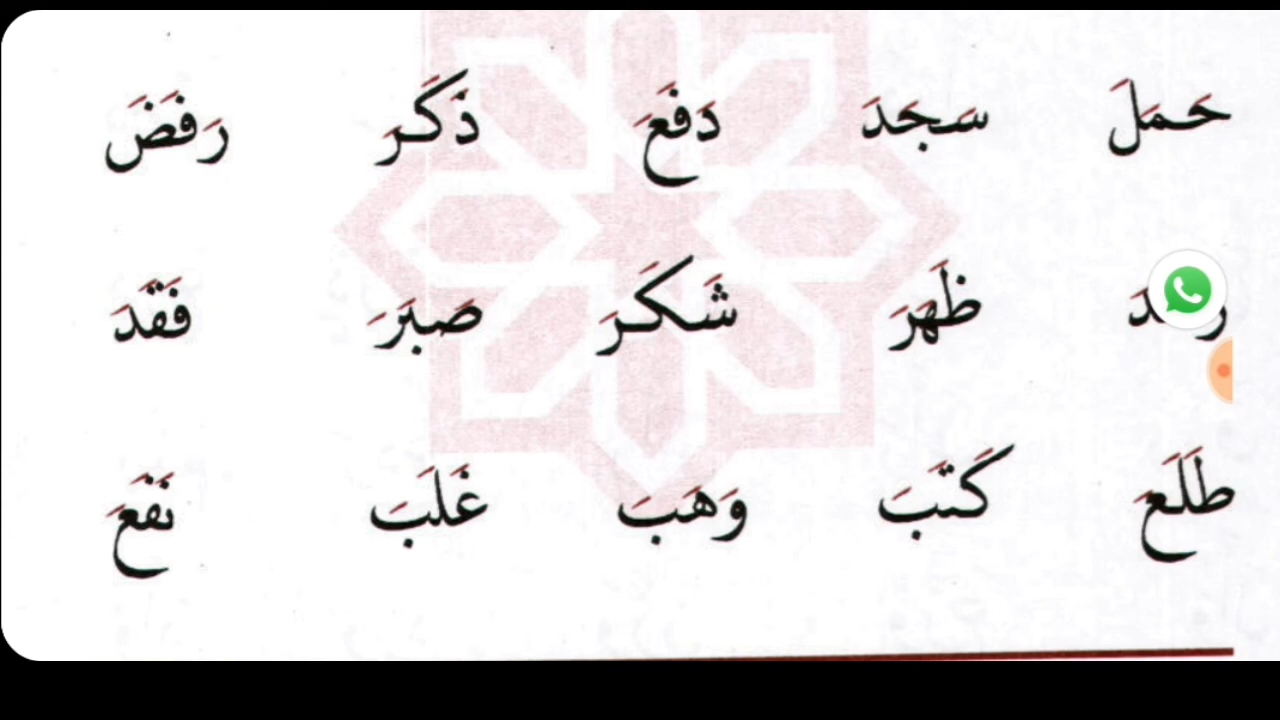 حَمَلَ سَجَدَ دَفَعَ ذَكَرَ رَفَضَ
ظَهَرَ شَكَرَ صَبَرَ فَقَدَ
طَلَعَ كَتَبَ وَهَبَ غَلَبَ نَفَعَ